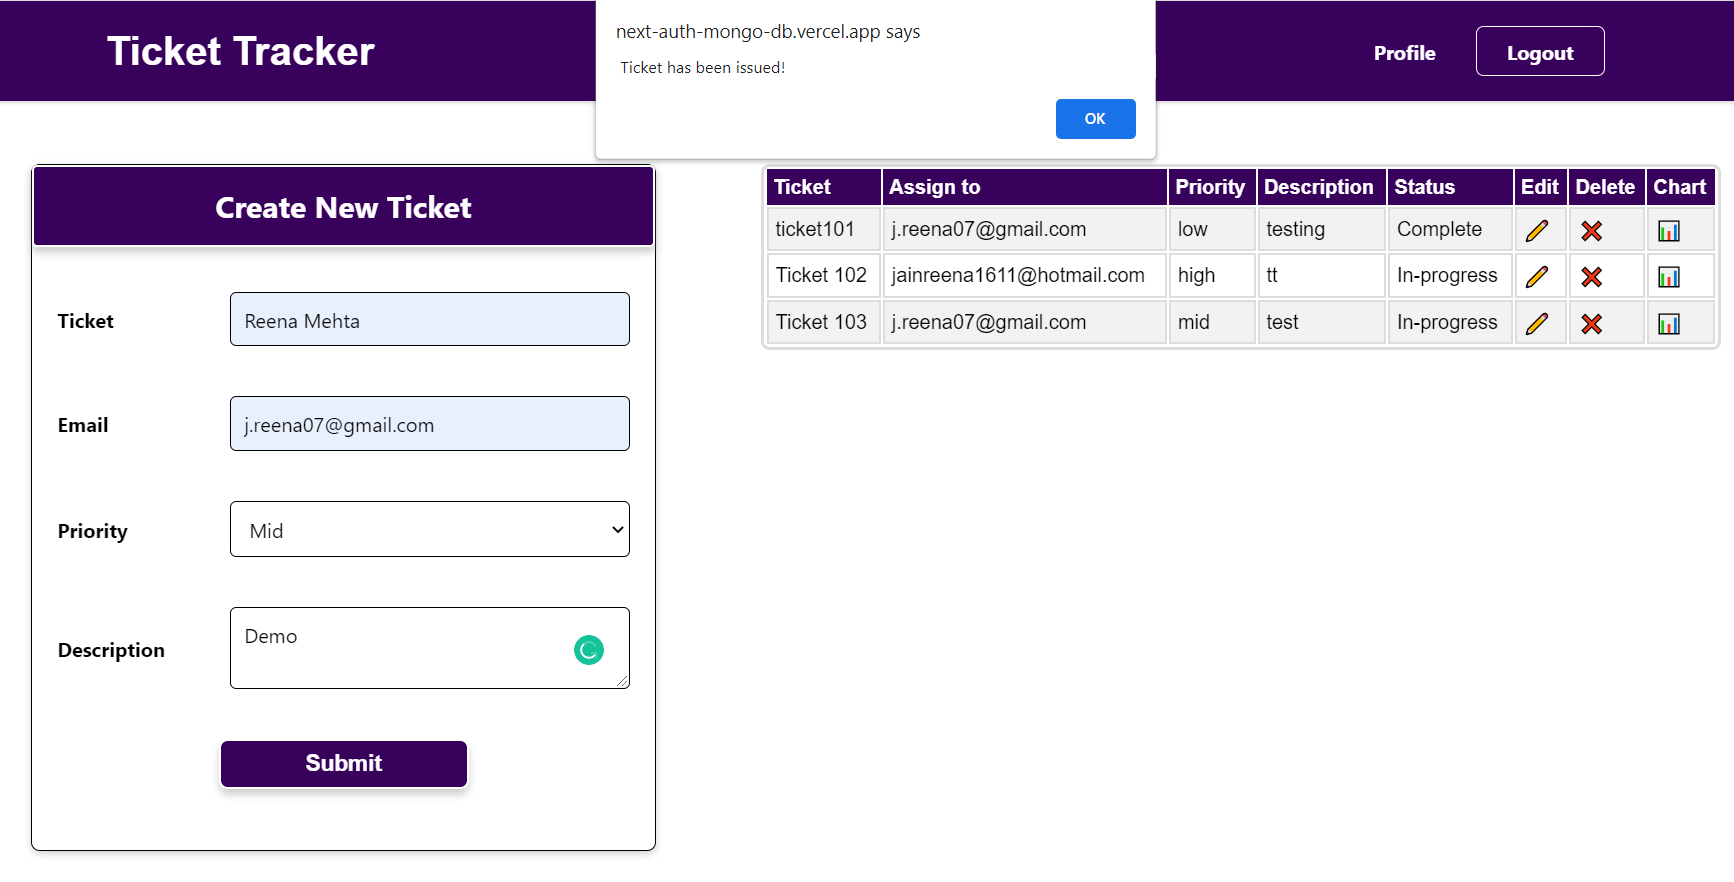 Ticket Tracker
next-auth-mongo-db.vercel.app says
Ticket has been issued!
OK
Profile
Logout
Create New Ticket
Ticket
Reena Mehta
Email
j.reena07@gmail.com
Priority
Mid
Description
Demo
Submit
Ticket Assign to Priority Description Status Edit Delete Chart
ticket101 j.reena07@gmail.com low testing Complete
Ticket 102 jainreena1611@hotmail.com high tt In-progress
Ticket 103 j.reena07@gmail.com mid test In-progress